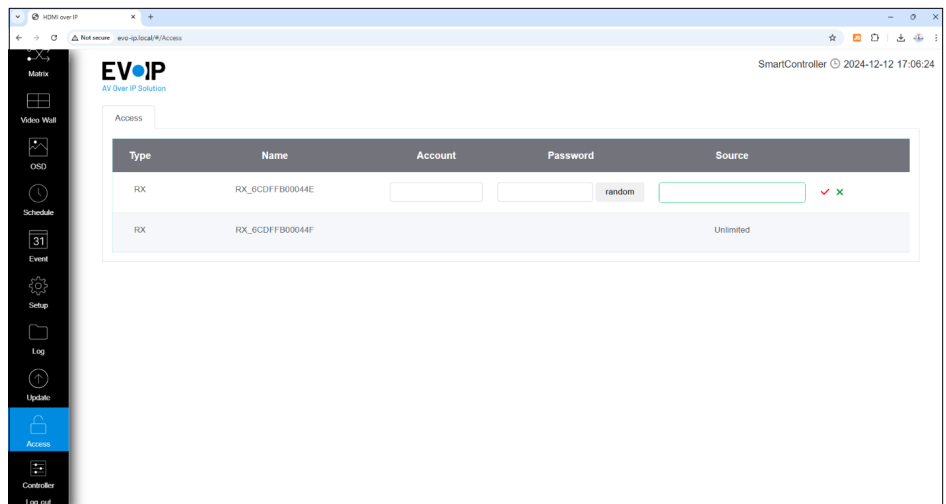 HDMI over IP
Not secure evo-ip.local/#/Access
Matrix
Video Wall
OSD
Schedule
31
Event
Setup
Log
Update
Access
Controller
Log out
EVOIP
AV Over IP Solution
SmartController 2024-12-12 17:06:24
Access
Type Name Account Password Source
RX RX_6CDFFB00044E random
RX RX_6CDFFB00044F Unlimited